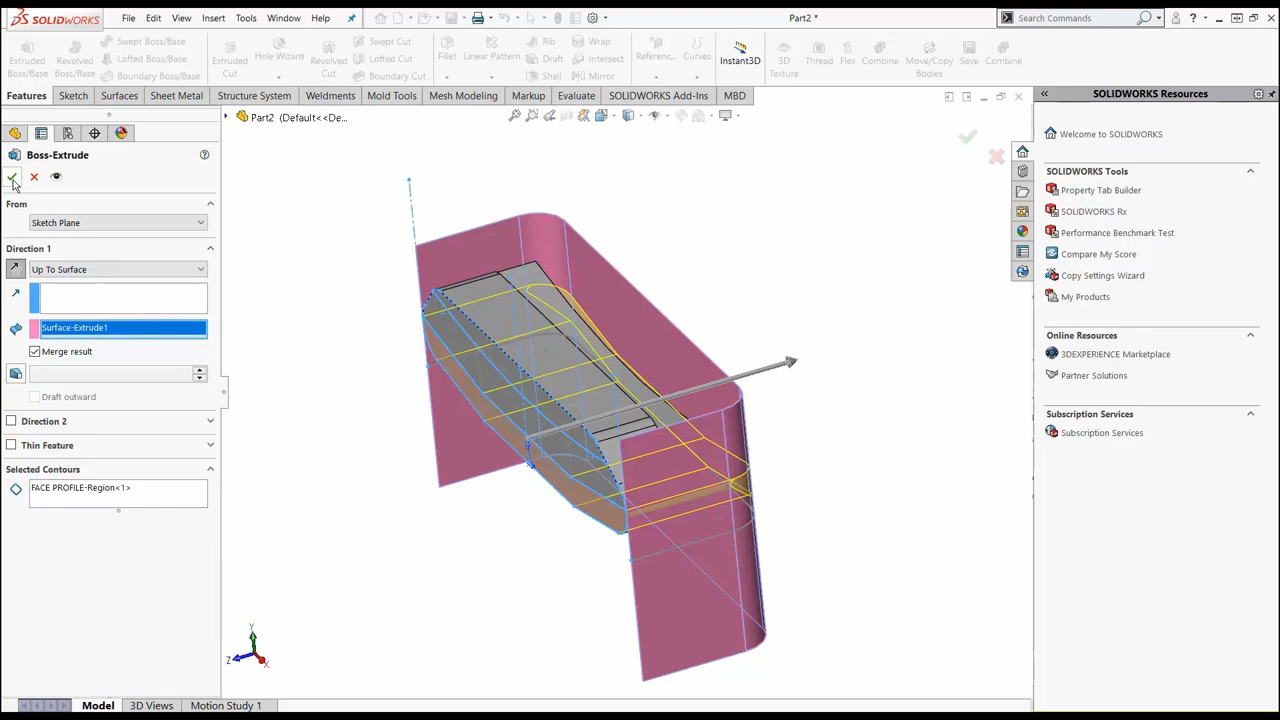 SOLIDWORKS
File Edit View Insert Tools Window Help
Part2 *
Search Commands
Extruded Boss/Base
Revolved Boss/Base
Swept Boss/Base
Lofted Boss/Base
Boundary Boss/Base
Extruded Cut
Hole Wizard
Revolved Cut
Swept Cut
Lofted Cut
Boundary Cut
Fillet
Linear Pattern
Rib
Draft
Shell
Wrap
Intersect
Mirror
Referenc...
Curves
Instant3D
3D Texture
Thread
Flex
Combine
Move/Copy Bodies
Save
Combine
Features Sketch Surfaces Sheet Metal Structure System Weldments Mold Tools Mesh Modeling Markup Evaluate SOLIDWORKS Add-Ins MBD
Part2 (Default<<De...
Boss-Extrude
From
Sketch Plane
Direction 1
Up To Surface
Surface-Extrude1
Merge result
Draft outward
Direction 2
Thin Feature
Selected Contours
FACE PROFILE-Region<1>
Y
Z
X
Model 3D Views Motion Study 1
SOLIDWORKS Resources
Welcome to SOLIDWORKS
SOLIDWORKS Tools
Property Tab Builder
SOLIDWORKS Rx
Performance Benchmark Test
Compare My Score
Copy Settings Wizard
My Products
Online Resources
3DEXPERIENCE Marketplace
Partner Solutions
Subscription Services
Subscription Services